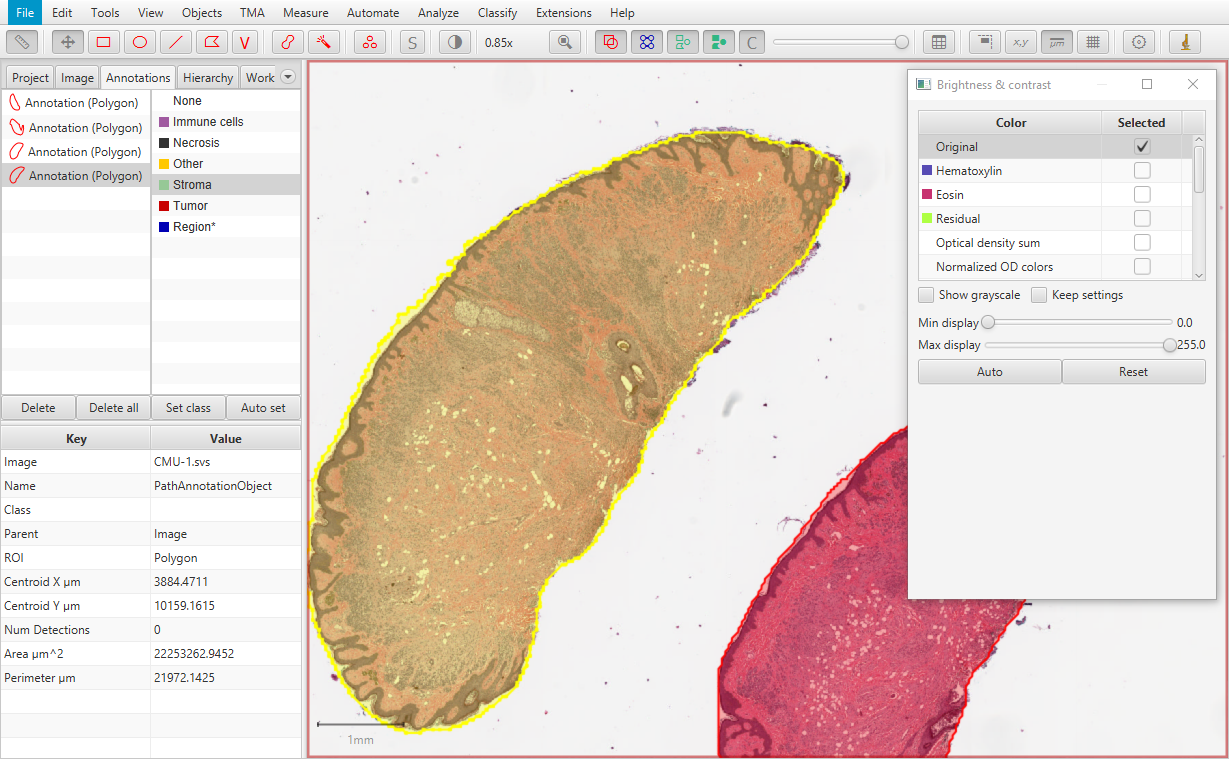 File Edit Tools View Objects TMA Measure Automate Analyze Classify Extensions Help
V S 0.85x C x,y µm
Project Image Annotations Hierarchy Work
Annotation (Polygon)
Annotation (Polygon)
Annotation (Polygon)
Annotation (Polygon)
None
Immune cells
Necrosis
Other
Stroma
Tumor
Region*
Delete Delete all Set class Auto set
Key Value
Image CMU-1.svs
Name PathAnnotationObject
Class
Parent Image
ROI Polygon
Centroid X µm 3884.4711
Centroid Y µm 10159.1615
Num Detections 0
Area µm^2 22253262.9452
Perimeter µm 21972.1425
1mm
Brightness & contrast
Color Selected
Original
Hematoxylin
Eosin
Residual
Optical density sum
Normalized OD colors
Show grayscale Keep settings
Min display 0.0
Max display 255.0
Auto Reset